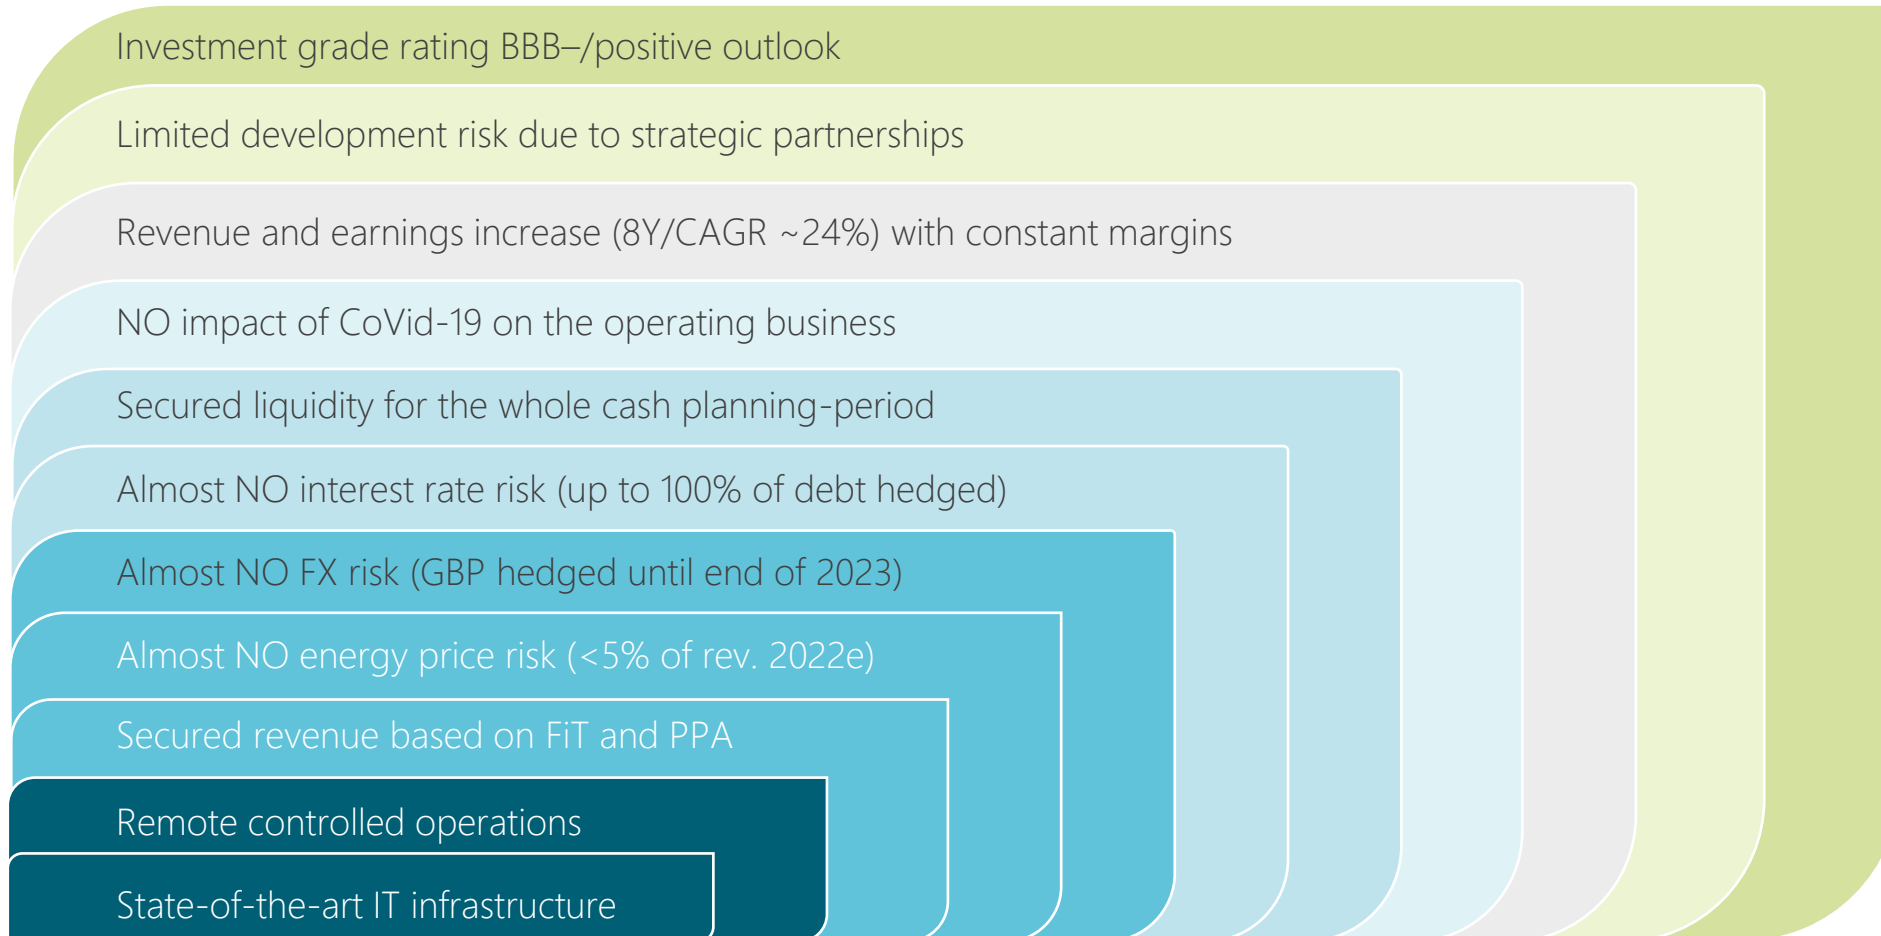 Investment grade rating BBB–/positive outlook
Limited development risk due to strategic partnerships
Revenue and earnings increase (8Y/CAGR ~24%) with constant margins
NO impact of CoVid-19 on the operating business
Secured liquidity for the whole cash planning-period
Almost NO interest rate risk (up to 100% of debt hedged)
Almost NO FX risk (GBP hedged until end of 2023)
Almost NO energy price risk (<5% of rev. 2022e)
Secured revenue based on FiT and PPA
Remote controlled operations
State-of-the-art IT infrastructure